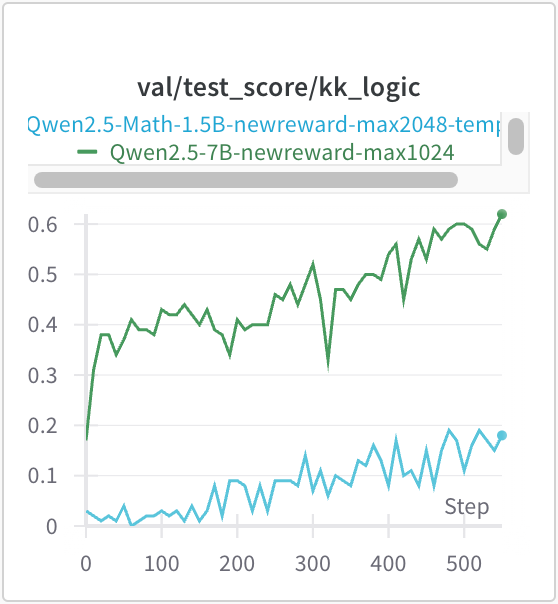 val/test_score/kk_logic
Qwen2.5-Math-1.5B-newreward-max2048-temp
Qwen2.5-7B-newreward-max1024
0.6
0.5
0.4
0.3
0.2
0.1
0
Step
0 100 200 300 400 500